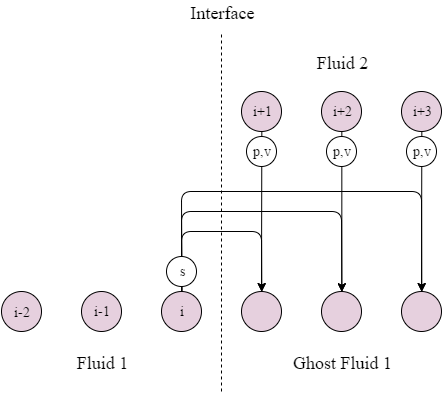 Interface
Fluid 2
i+1
i+2
i+3
p,v
p,v
p,v
s
i-2
i-1
i
Fluid 1
Ghost Fluid 1